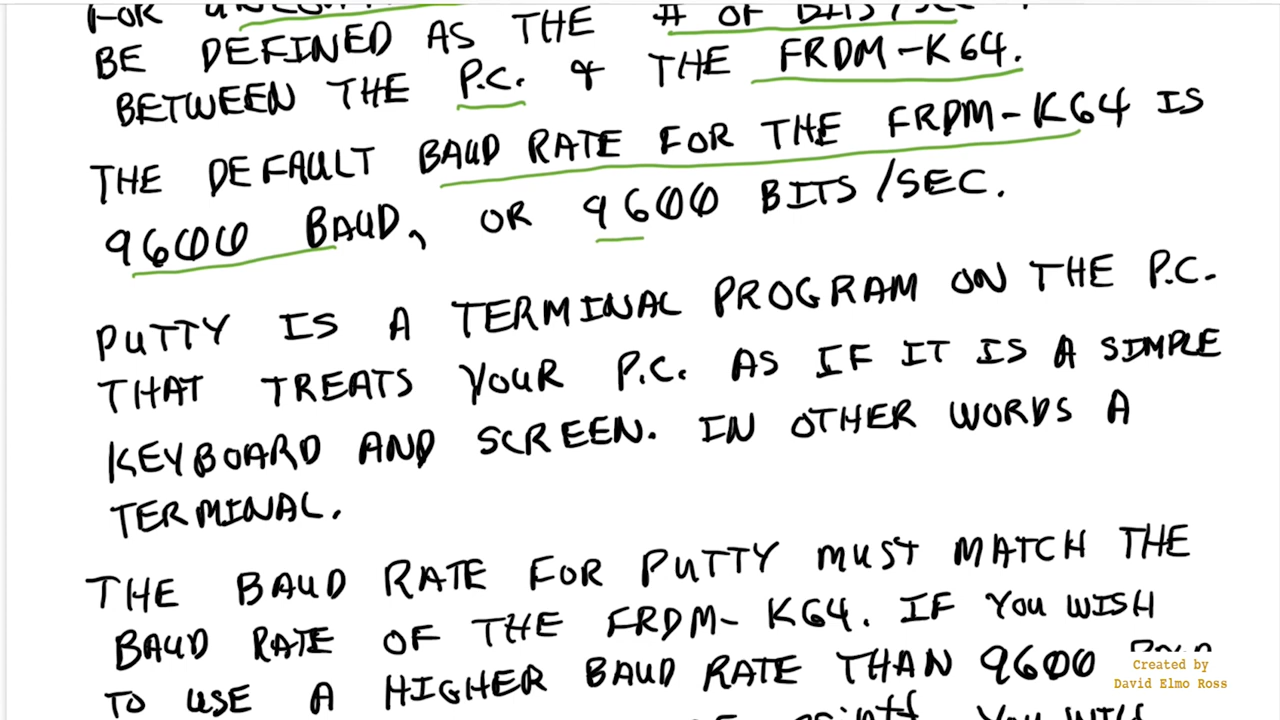 FOR
BE DEFINED AS THE # OF BITS/SEC
BETWEEN THE P.C. & THE FRDM-K64.
THE DEFAULT BAUD RATE FOR THE FRDM-K64 IS
9600 BAUD, OR 9600 BITS/SEC.
PUTTY IS A TERMINAL PROGRAM ON THE P.C.
THAT TREATS YOUR P.C. AS IF IT IS A SIMPLE
KEYBOARD AND SCREEN. IN OTHER WORDS A
TERMINAL.
THE BAUD RATE FOR PUTTY MUST MATCH THE
BAUD RATE OF THE FRDM-K64. IF YOU WISH
TO USE A HIGHER BAUD RATE THAN 9600
printf YOU WILL
Created by
David Elmo Ross